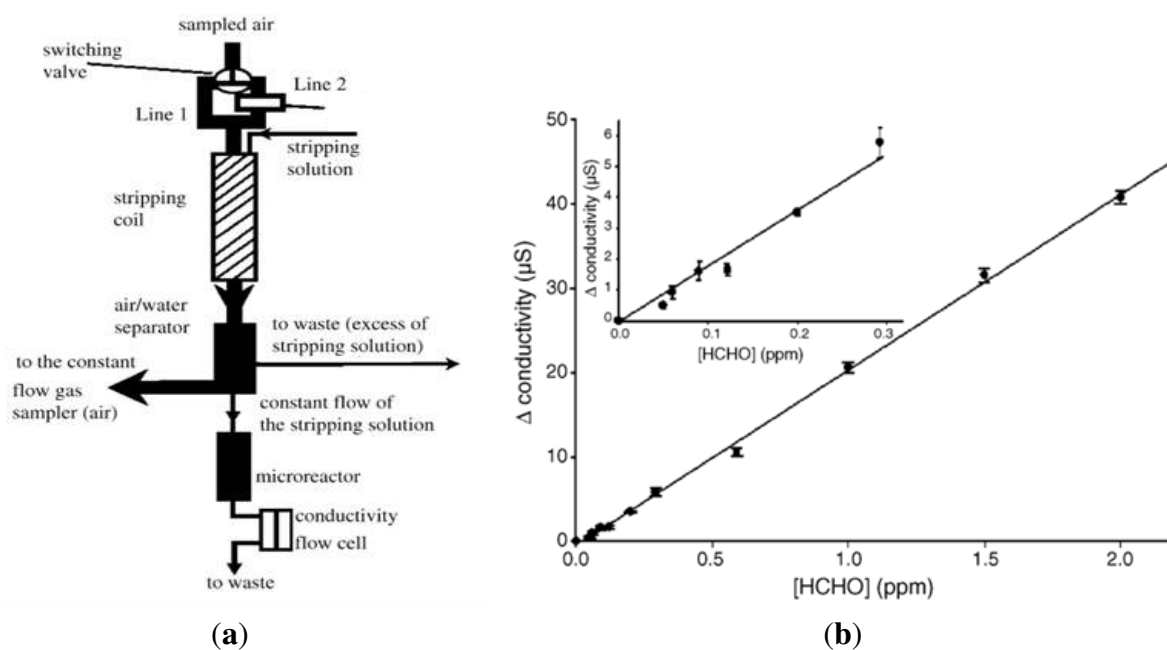 sampled air
switching
valve
Line 2
Line 1
stripping
solution
stripping
coil
air/water
separator
to waste (excess of
stripping solution)
to the constant
flow gas
sampler (air)
constant flow of
the stripping solution
microreactor
conductivity
flow cell
to waste
(a)
50
40
30
20
10
0
Δ conductivity (µS)
0.0 0.5 1.0 1.5 2.0
[HCHO] (ppm)
6
5
4
3
2
1
0
Δ conductivity (µS)
0.0 0.1 0.2 0.3
[HCHO] (ppm)
(b)